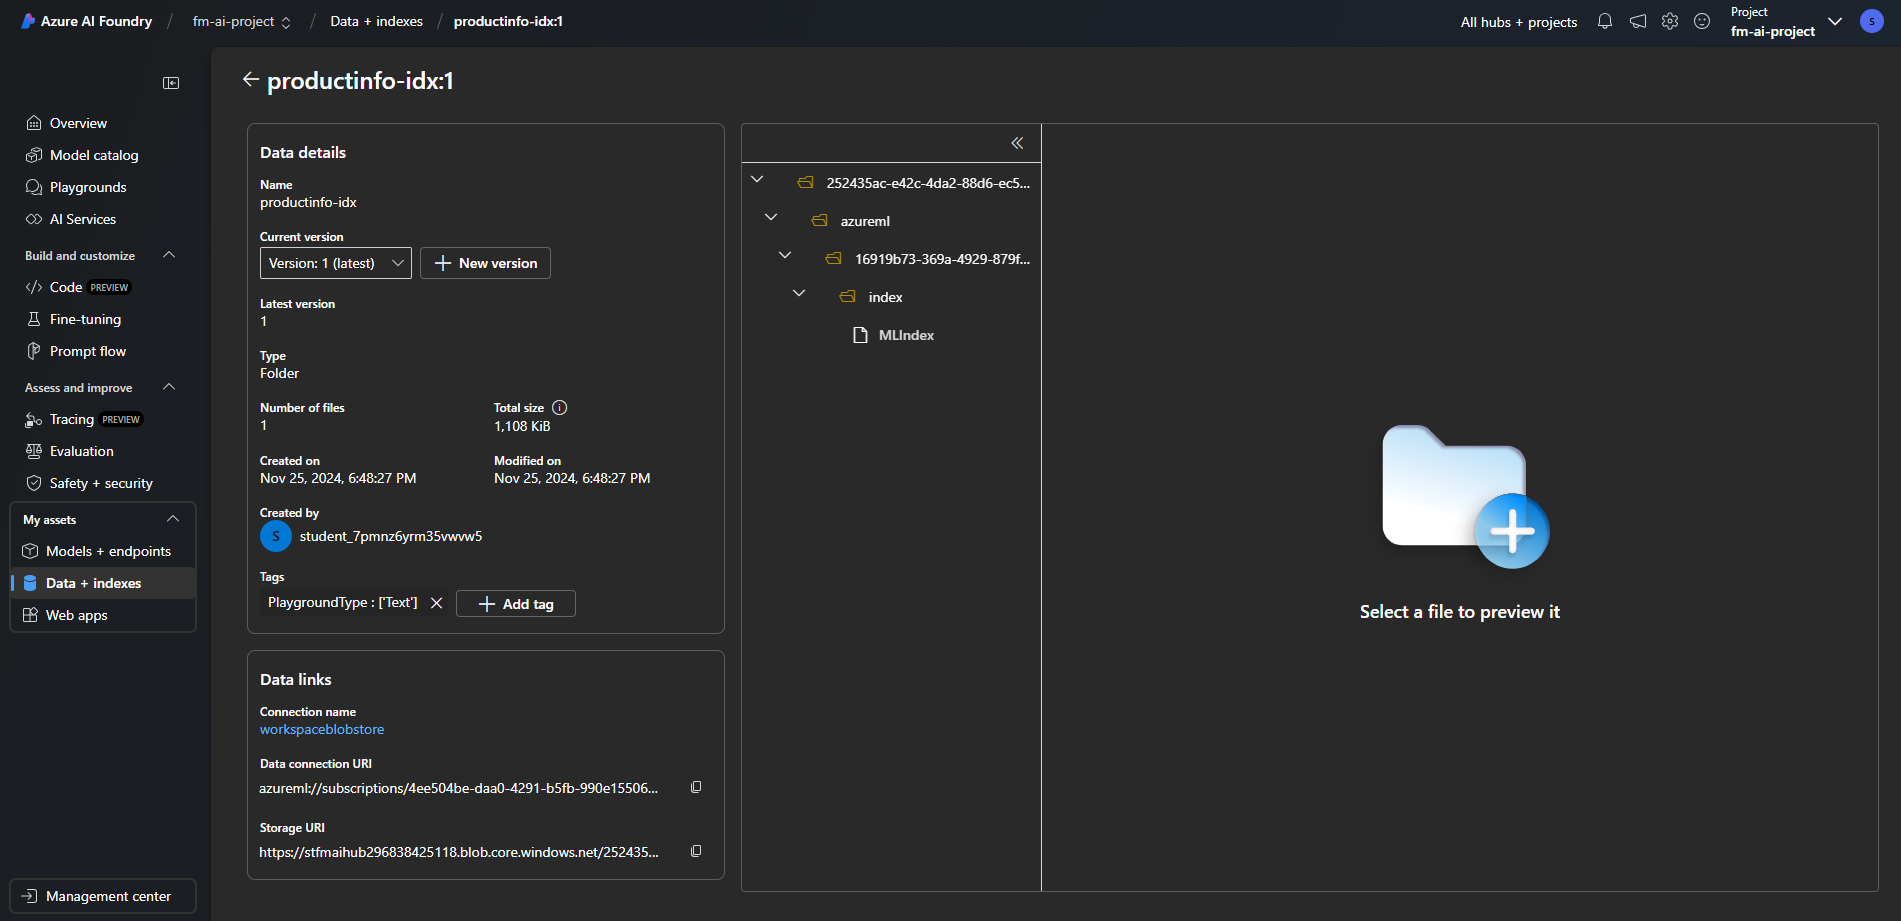 Azure AI Foundry / fm-ai-project / Data + indexes / productinfo-idx:1
All hubs + projects
Project
fm-ai-project
S
productinfo-idx:1
Overview
Model catalog
Playgrounds
AI Services
Build and customize
Code PREVIEW
Fine-tuning
Prompt flow
Assess and improve
Tracing PREVIEW
Evaluation
Safety + security
My assets
Models + endpoints
Data + indexes
Web apps
Management center
Data details
Name
productinfo-idx
Current version
Version: 1 (latest)
New version
Latest version
1
Type
Folder
Number of files
1
Total size
1,108 KiB
Created on
Nov 25, 2024, 6:48:27 PM
Modified on
Nov 25, 2024, 6:48:27 PM
Created by
S student_7pmnz6yrm35vwvw5
Tags
PlaygroundType : ['Text']
Add tag
Data links
Connection name
workspaceblobstore
Data connection URI
azureml://subscriptions/4ee504be-daa0-4291-b5fb-990e15506...
Storage URI
https://stfmaihub296838425118.blob.core.windows.net/252435...
252435ac-e42c-4da2-88d6-ec5...
azureml
16919b73-369a-4929-879f...
index
MLIndex
Select a file to preview it